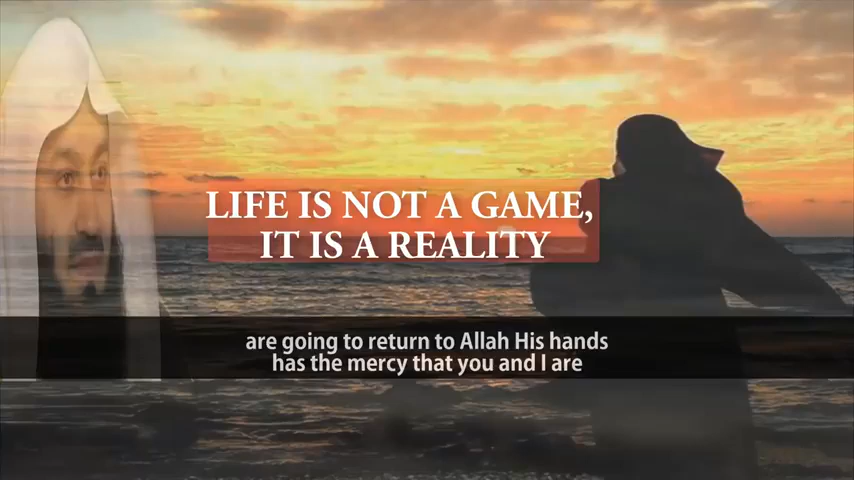 LIFE IS NOT A GAME,
IT IS A REALITY
are going to return to Allah His hands
has the mercy that you and I are